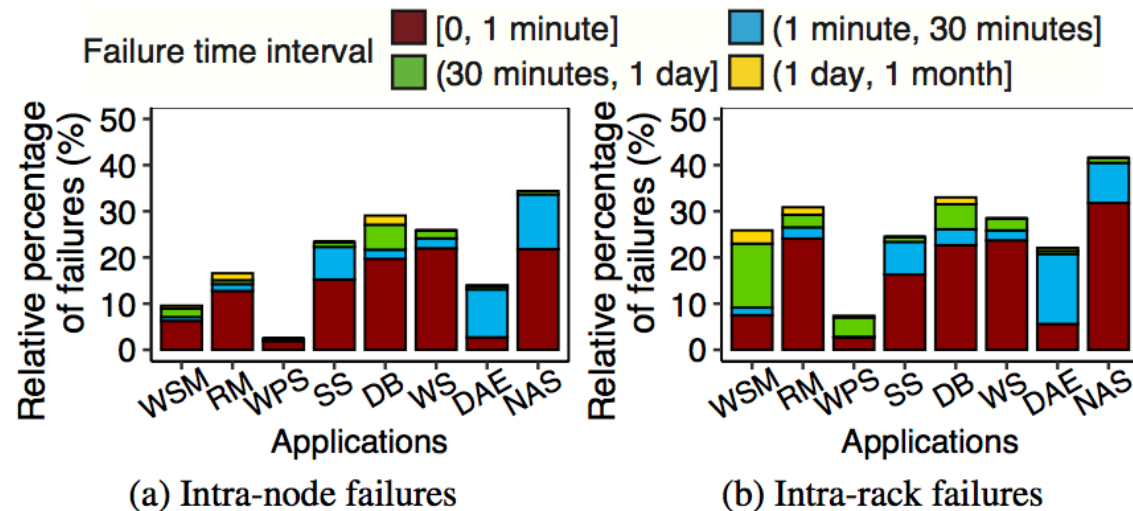 Failure time interval
[0, 1 minute]
(1 minute, 30 minutes]
(30 minutes, 1 day]
(1 day, 1 month]
Relative percentage
of failures (%)
50
40
30
20
10
0
WSM RM WPS SS DB WS DAE NAS
Applications
(a) Intra-node failures
Relative percentage
of failures (%)
50
40
30
20
10
0
WSM RM WPS SS DB WS DAE NAS
Applications
(b) Intra-rack failures